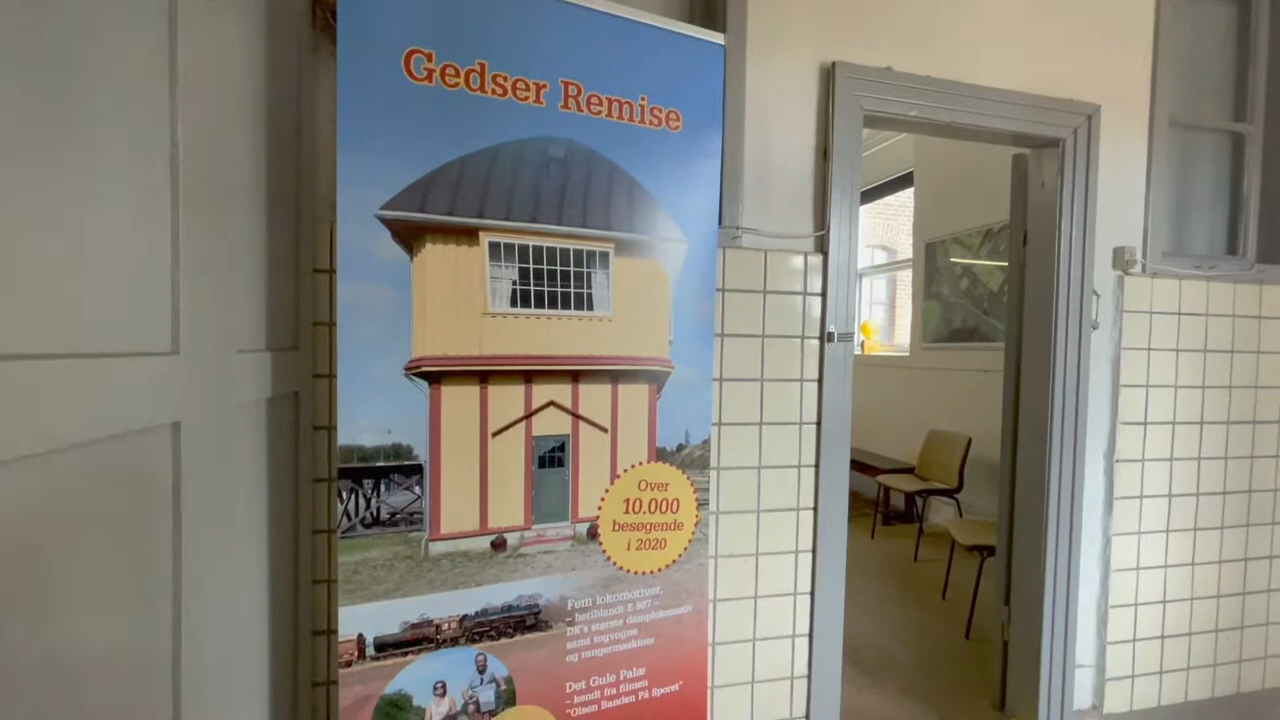 Gedser Remise
Over
10.000
besøgende
i 2020
Fem lokomotiver,
– heriblandt E 987 –
DK's største damplokomotiv
samt togvogne
og rangermaskiner
Det Gule Palæ
– kendt fra filmen
"Olsen Banden På Sporet"